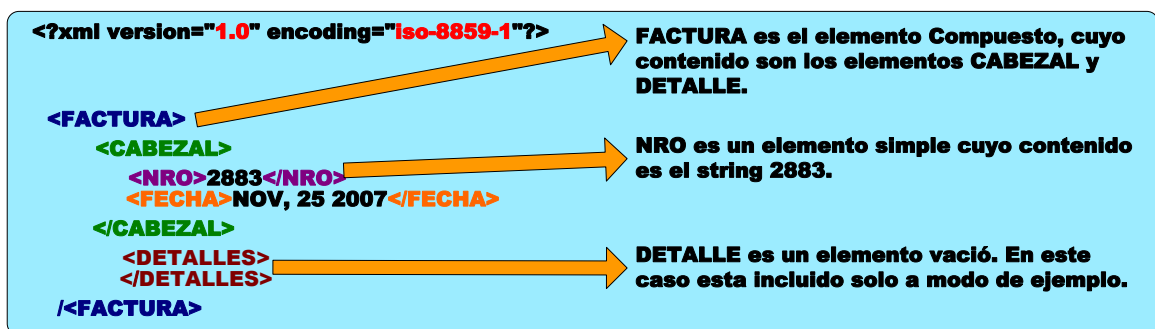 <?xml version="1.0" encoding="iso-8859-1"?>
<FACTURA>
<CABEZAL>
<NRO>2883</NRO>
<FECHA>NOV, 25 2007</FECHA>
</CABEZAL>
<DETALLES>
</DETALLES>
/<FACTURA>
FACTURA es el elemento Compuesto, cuyo
contenido son los elementos CABEZAL y
DETALLE.
NRO es un elemento simple cuyo contenido
es el string 2883.
DETALLE es un elemento vació. En este
caso esta incluido solo a modo de ejemplo.